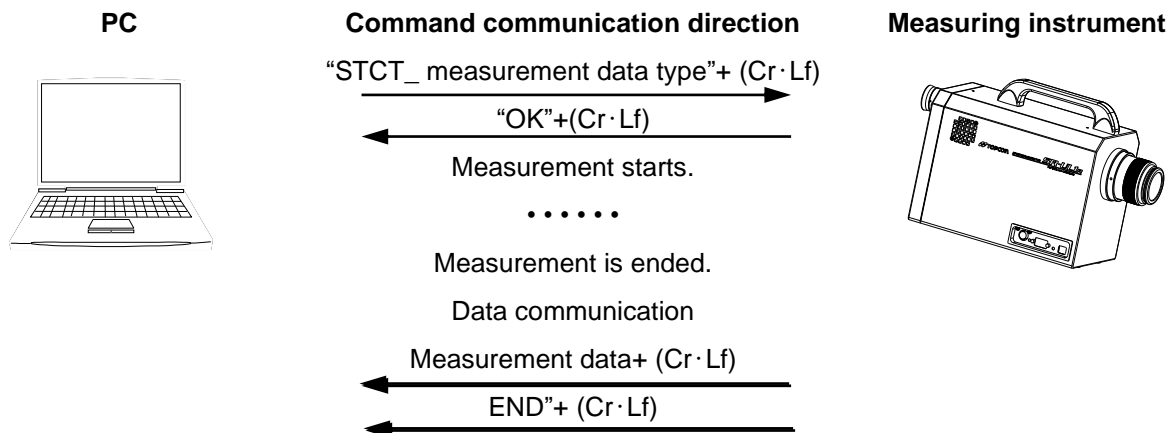 PC
Command communication direction
Measuring instrument
“STCT_ measurement data type”+ (Cr·Lf)
“OK”+(Cr·Lf)
Measurement starts.
••••••
Measurement is ended.
Data communication
Measurement data+ (Cr·Lf)
END”+ (Cr·Lf)
TOPCON